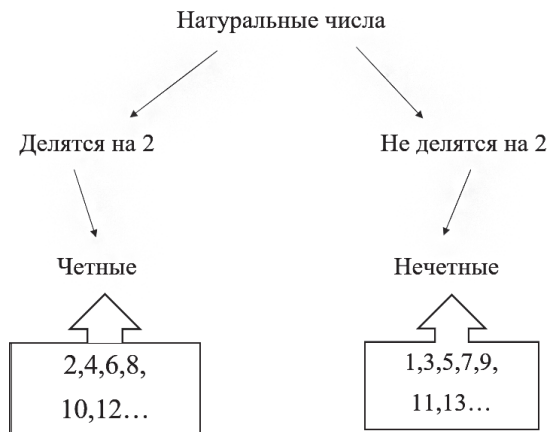 Натуральные числа
Делятся на 2
Не делятся на 2
Четные
Нечетные
2,4,6,8,
10,12…
1,3,5,7,9,
11,13…